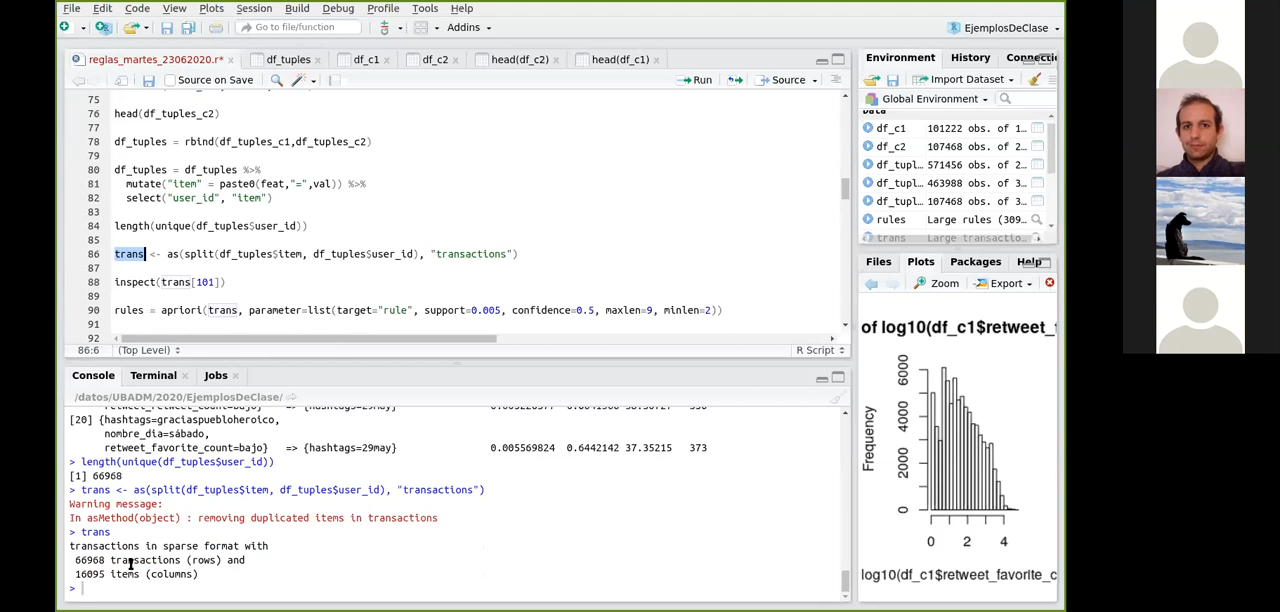 File Edit Code View Plots Session Build Debug Profile Tools Help
Go to file/function Addins EjemplosDeClase
reglas_martes_23062020.r* df_tuples df_c1 df_c2 head(df_c2) head(df_c1)
Source on Save Run Source
75
76 head(df_tuples_c2)
77
78 df_tuples = rbind(df_tuples_c1,df_tuples_c2)
79
80 df_tuples = df_tuples %>%
81 mutate("item" = paste0(feat,"=",val)) %>%
82 select("user_id", "item")
83
84 length(unique(df_tuples$user_id))
85
86 trans <- as(split(df_tuples$item, df_tuples$user_id), "transactions")
87
88 inspect(trans[101])
89
90 rules = apriori(trans, parameter=list(target="rule", support=0.005, confidence=0.5, maxlen=9, minlen=2))
91
92
86:6 (Top Level) R Script
Console Terminal Jobs
/datos/UBADM/2020/EjemplosDeClase/
[20] {hashtags=graciaspuebloheroico,
nombre_dia=sábado,
retweet_favorite_count=bajo} => {hashtags=29may} 0.005569824 0.6442142 37.35215 373
> length(unique(df_tuples$user_id))
[1] 66968
> trans <- as(split(df_tuples$item, df_tuples$user_id), "transactions")
Warning message:
In asMethod(object) : removing duplicated items in transactions
> trans
transactions in sparse format with
66968 transactions (rows) and
16095 items (columns)
>
Environment History Connectic
Import Dataset
Global Environment
Data
df_c1 101222 obs. of 1…
df_c2 107468 obs. of 2…
df_tupl… 571456 obs. of 2…
df_tupl… 463988 obs. of 3…
df_tupl… 107468 obs. of 3…
rules Large rules (309…
trans Large transactio…
Files Plots Packages Help
Zoom Export
of log10(df_c1$retweet_f
Frequency
6000
4000
2000
0
0 2 4
log10(df_c1$retweet_favorite_c